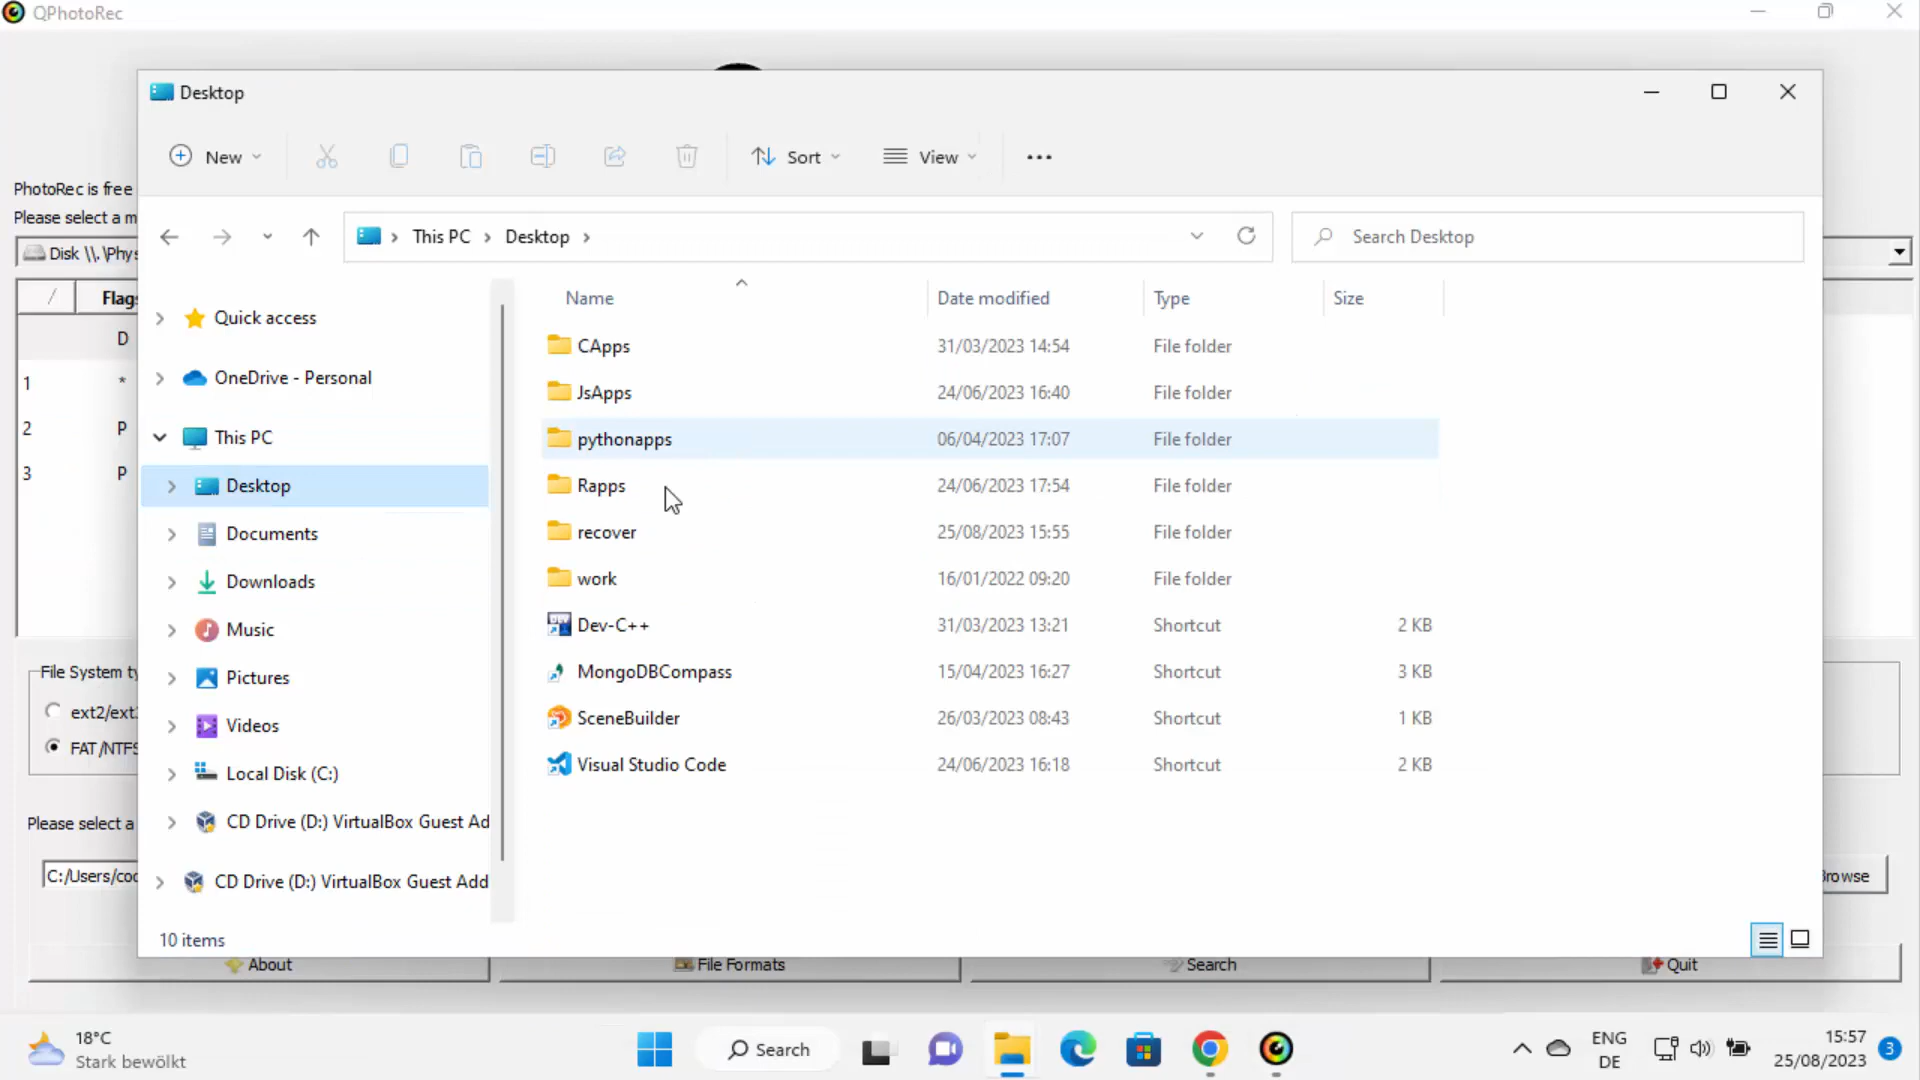 QPhotoRec
Desktop
New
Sort
View
PhotoRec is free
Please select a m
This PC
Desktop
Search Desktop
Disk \\.\Phys
Flags
D
1 *
2 P
3 P
File System ty
ext2/ext3
FAT/NTFS
Please select a
C:/Users/coo
Quick access
OneDrive - Personal
This PC
Desktop
Documents
Downloads
Music
Pictures
Videos
Local Disk (C:)
CD Drive (D:) VirtualBox Guest Ad
CD Drive (D:) VirtualBox Guest Add
Name Date modified Type Size
CApps 31/03/2023 14:54 File folder
JsApps 24/06/2023 16:40 File folder
pythonapps 06/04/2023 17:07 File folder
Rapps 24/06/2023 17:54 File folder
recover 25/08/2023 15:55 File folder
work 16/01/2022 09:20 File folder
Dev-C++ 31/03/2023 13:21 Shortcut 2 KB
MongoDBCompass 15/04/2023 16:27 Shortcut 3 KB
SceneBuilder 26/03/2023 08:43 Shortcut 1 KB
Visual Studio Code 24/06/2023 16:18 Shortcut 2 KB
Browse
10 items
About
File Formats
Search
Quit
18°C
Stark bewölkt
Search
ENG
DE
15:57
25/08/2023
3